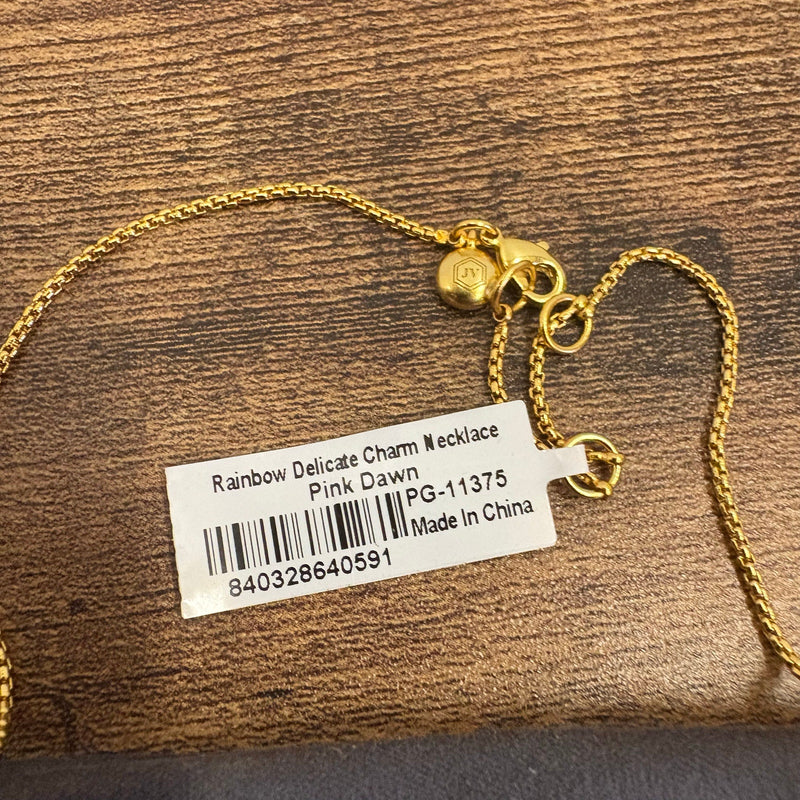 JV
Rainbow Delicate Charm Necklace
Pink Dawn
PG-11375
Made In China
840328640591